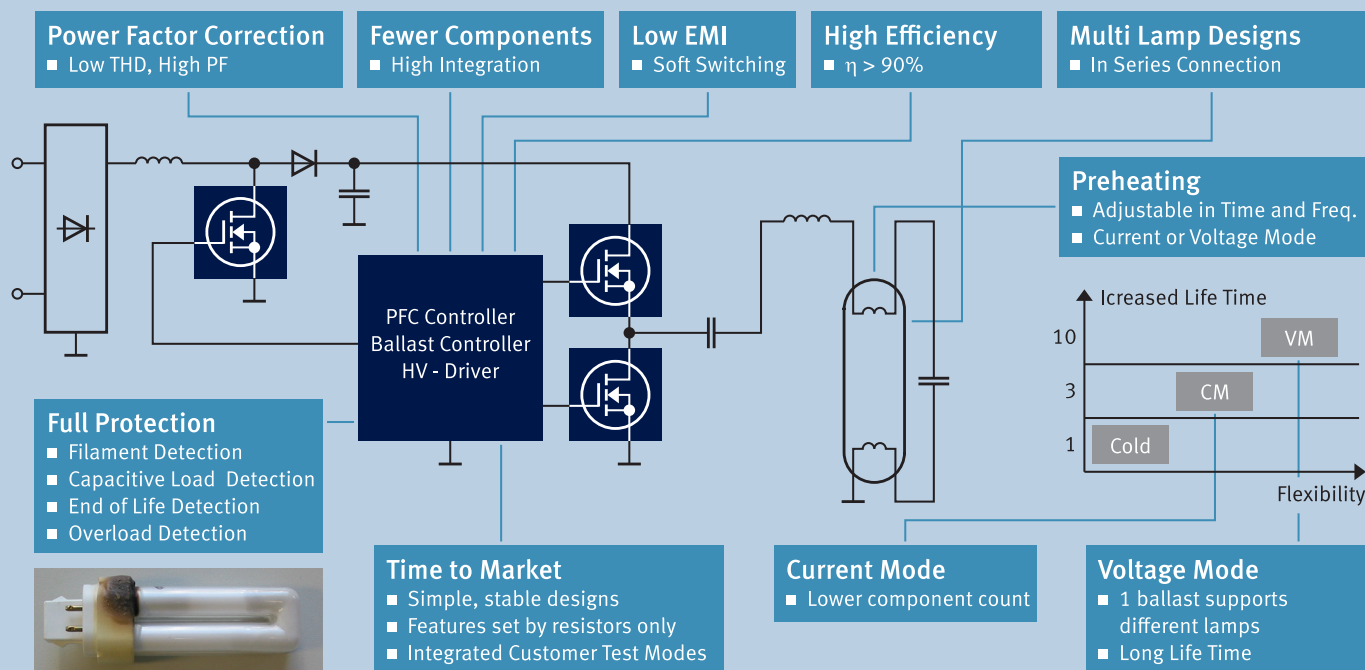 Power Factor Correction
■ Low THD, High PF
Fewer Components
■ High Integration
Low EMI
■ Soft Switching
High Efficiency
■ η > 90%
Multi Lamp Designs
■ In Series Connection
Preheating
■ Adjustable in Time and Freq.
■ Current or Voltage Mode
PFC Controller
Ballast Controller
HV - Driver
Icreased Life Time
10
VM
3
CM
1
Cold
Flexibility
Full Protection
■ Filament Detection
■ Capacitive Load Detection
■ End of Life Detection
■ Overload Detection
Time to Market
■ Simple, stable designs
■ Features set by resistors only
■ Integrated Customer Test Modes
Current Mode
■ Lower component count
Voltage Mode
■ 1 ballast supports
different lamps
■ Long Life Time